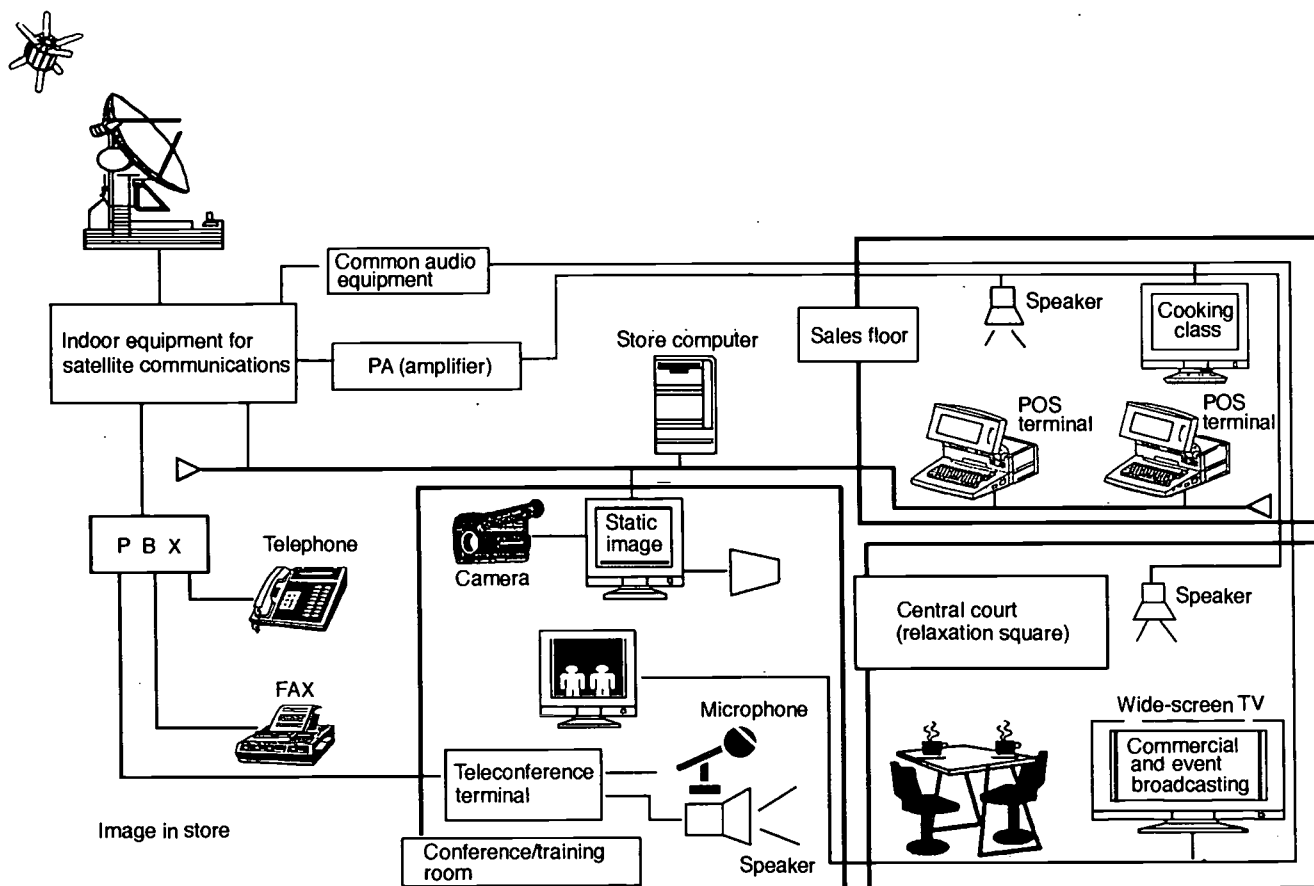 Common audio
equipment
Speaker
Cooking
class
Indoor equipment for
satellite communications
PA (amplifier)
Store computer
Sales floor
POS
terminal
POS
terminal
P B X
Telephone
Camera
Static
image
Central court
(relaxation square)
Speaker
FAX
Microphone
Wide-screen TV
Commercial
and event
broadcasting
Teleconference
terminal
Image in store
Conference/training
room
Speaker